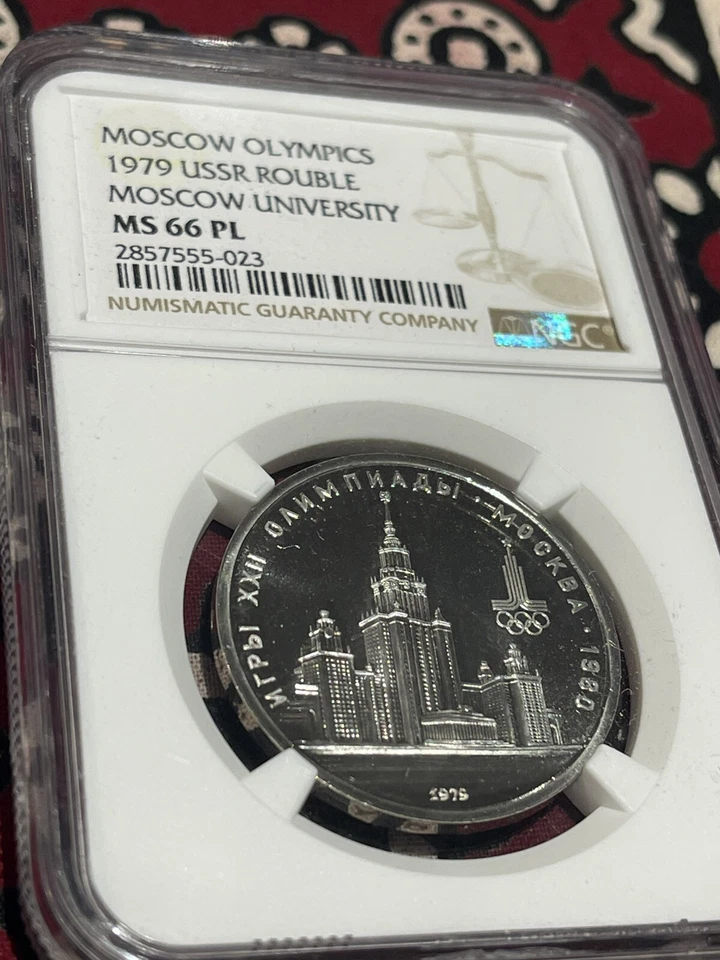 MOSCOW OLYMPICS
1979 USSR ROUBLE
MOSCOW UNIVERSITY
MS 66 PL
2857555-023
NUMISMATIC GUARANTY COMPANY
NGC
ИГРЫ XXII ОЛИМПИАДЫ · МОСКВА · 1980
1979